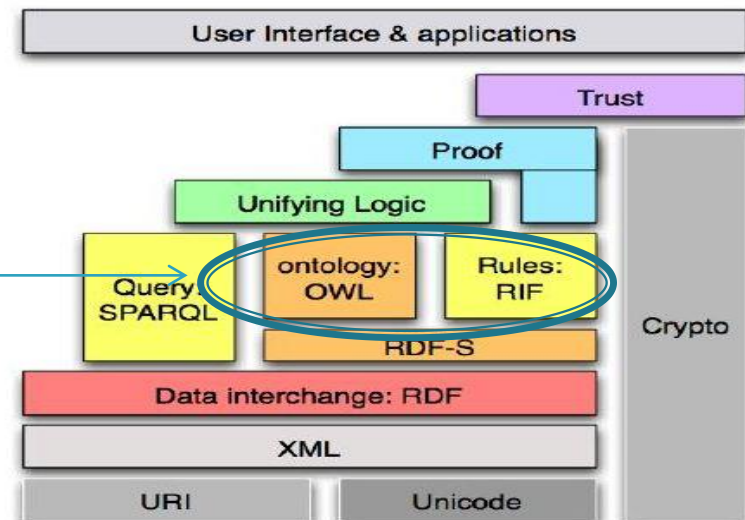 User Interface & applications
Trust
Proof
Unifying Logic
Query:
SPARQL
ontology:
OWL
Rules:
RIF
Crypto
RDF-S
Data interchange: RDF
XML
URI
Unicode